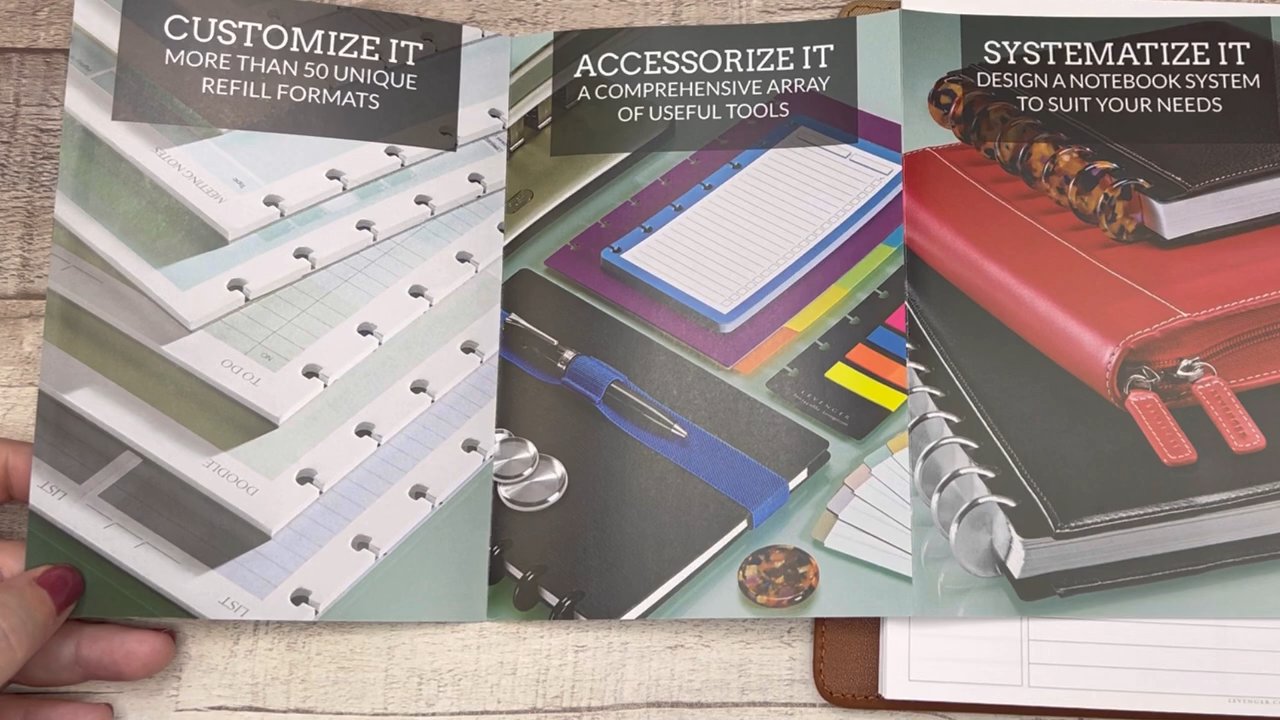 CUSTOMIZE IT
MORE THAN 50 UNIQUE
REFILL FORMATS
MEETING NOTES
TO DO
DOODLE
LIST
LIST
ACCESSORIZE IT
A COMPREHENSIVE ARRAY
OF USEFUL TOOLS
LEVENGER
SYSTEMATIZE IT
DESIGN A NOTEBOOK SYSTEM
TO SUIT YOUR NEEDS